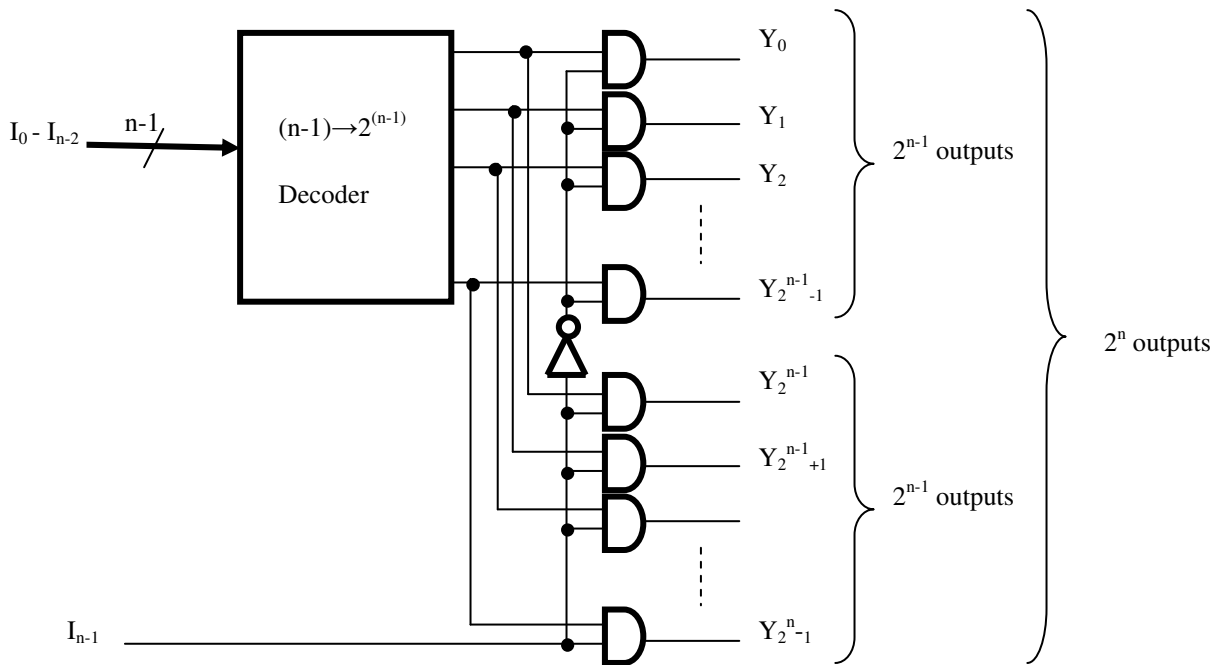 Y₀
n-1
(n-1)→2⁽ⁿ⁻¹⁾
I₀ - Iₙ₋₂
Y₁
2ⁿ⁻¹ outputs
Decoder
Y₂
Y₂ⁿ⁻¹₋₁
2ⁿ outputs
Y₂ⁿ⁻¹
Y₂ⁿ⁻¹₊₁
2ⁿ⁻¹ outputs
Iₙ₋₁
Y₂ⁿ-₁